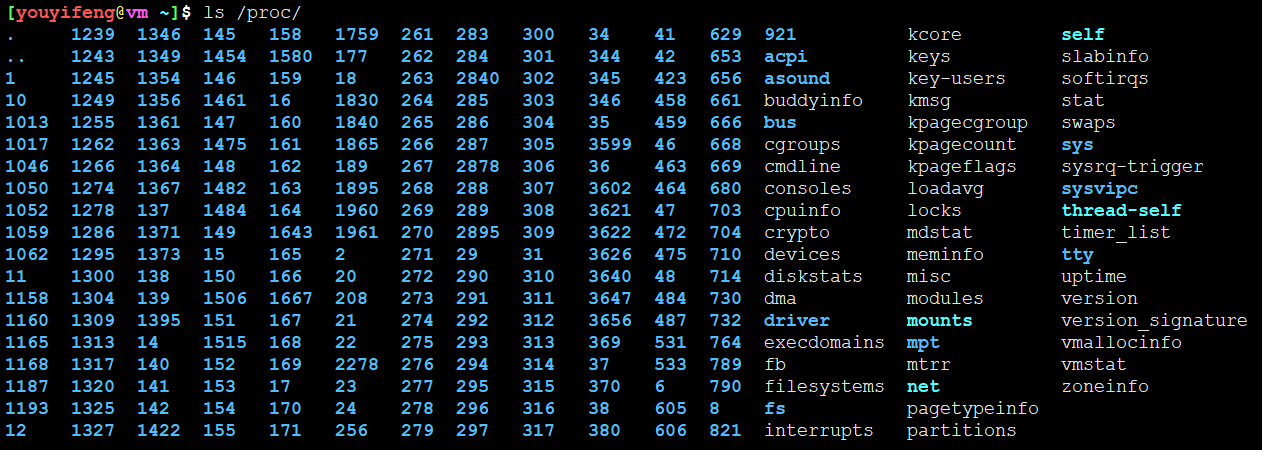 [youyifeng@vm ~]$ ls /proc/
. 1239 1346 145 158 1759 261 283 300 34 41 629 921 kcore self
.. 1243 1349 1454 1580 177 262 284 301 344 42 653 acpi keys slabinfo
1 1245 1354 146 159 18 263 2840 302 345 423 656 asound key-users softirqs
10 1249 1356 1461 16 1830 264 285 303 346 458 661 buddyinfo kmsg stat
1013 1255 1361 147 160 1840 265 286 304 35 459 666 bus kpagecgroup swaps
1017 1262 1363 1475 161 1865 266 287 305 3599 46 668 cgroups kpagecount sys
1046 1266 1364 148 162 189 267 2878 306 36 463 669 cmdline kpageflags sysrq-trigger
1050 1274 1367 1482 163 1895 268 288 307 3602 464 680 consoles loadavg sysvipc
1052 1278 137 1484 164 1960 269 289 308 3621 47 703 cpuinfo locks thread-self
1059 1286 1371 149 1643 1961 270 2895 309 3622 472 704 crypto mdstat timer_list
1062 1295 1373 15 165 2 271 29 31 3626 475 710 devices meminfo tty
11 1300 138 150 166 20 272 290 310 3640 48 714 diskstats misc uptime
1158 1304 139 1506 1667 208 273 291 311 3647 484 730 dma modules version
1160 1309 1395 151 167 21 274 292 312 3656 487 732 driver mounts version_signature
1165 1313 14 1515 168 22 275 293 313 369 531 764 execdomains mpt vmallocinfo
1168 1317 140 152 169 2278 276 294 314 37 533 789 fb mtrr vmstat
1187 1320 141 153 17 23 277 295 315 370 6 790 filesystems net zoneinfo
1193 1325 142 154 170 24 278 296 316 38 605 8 fs pagetypeinfo
12 1327 1422 155 171 256 279 297 317 380 606 821 interrupts partitions